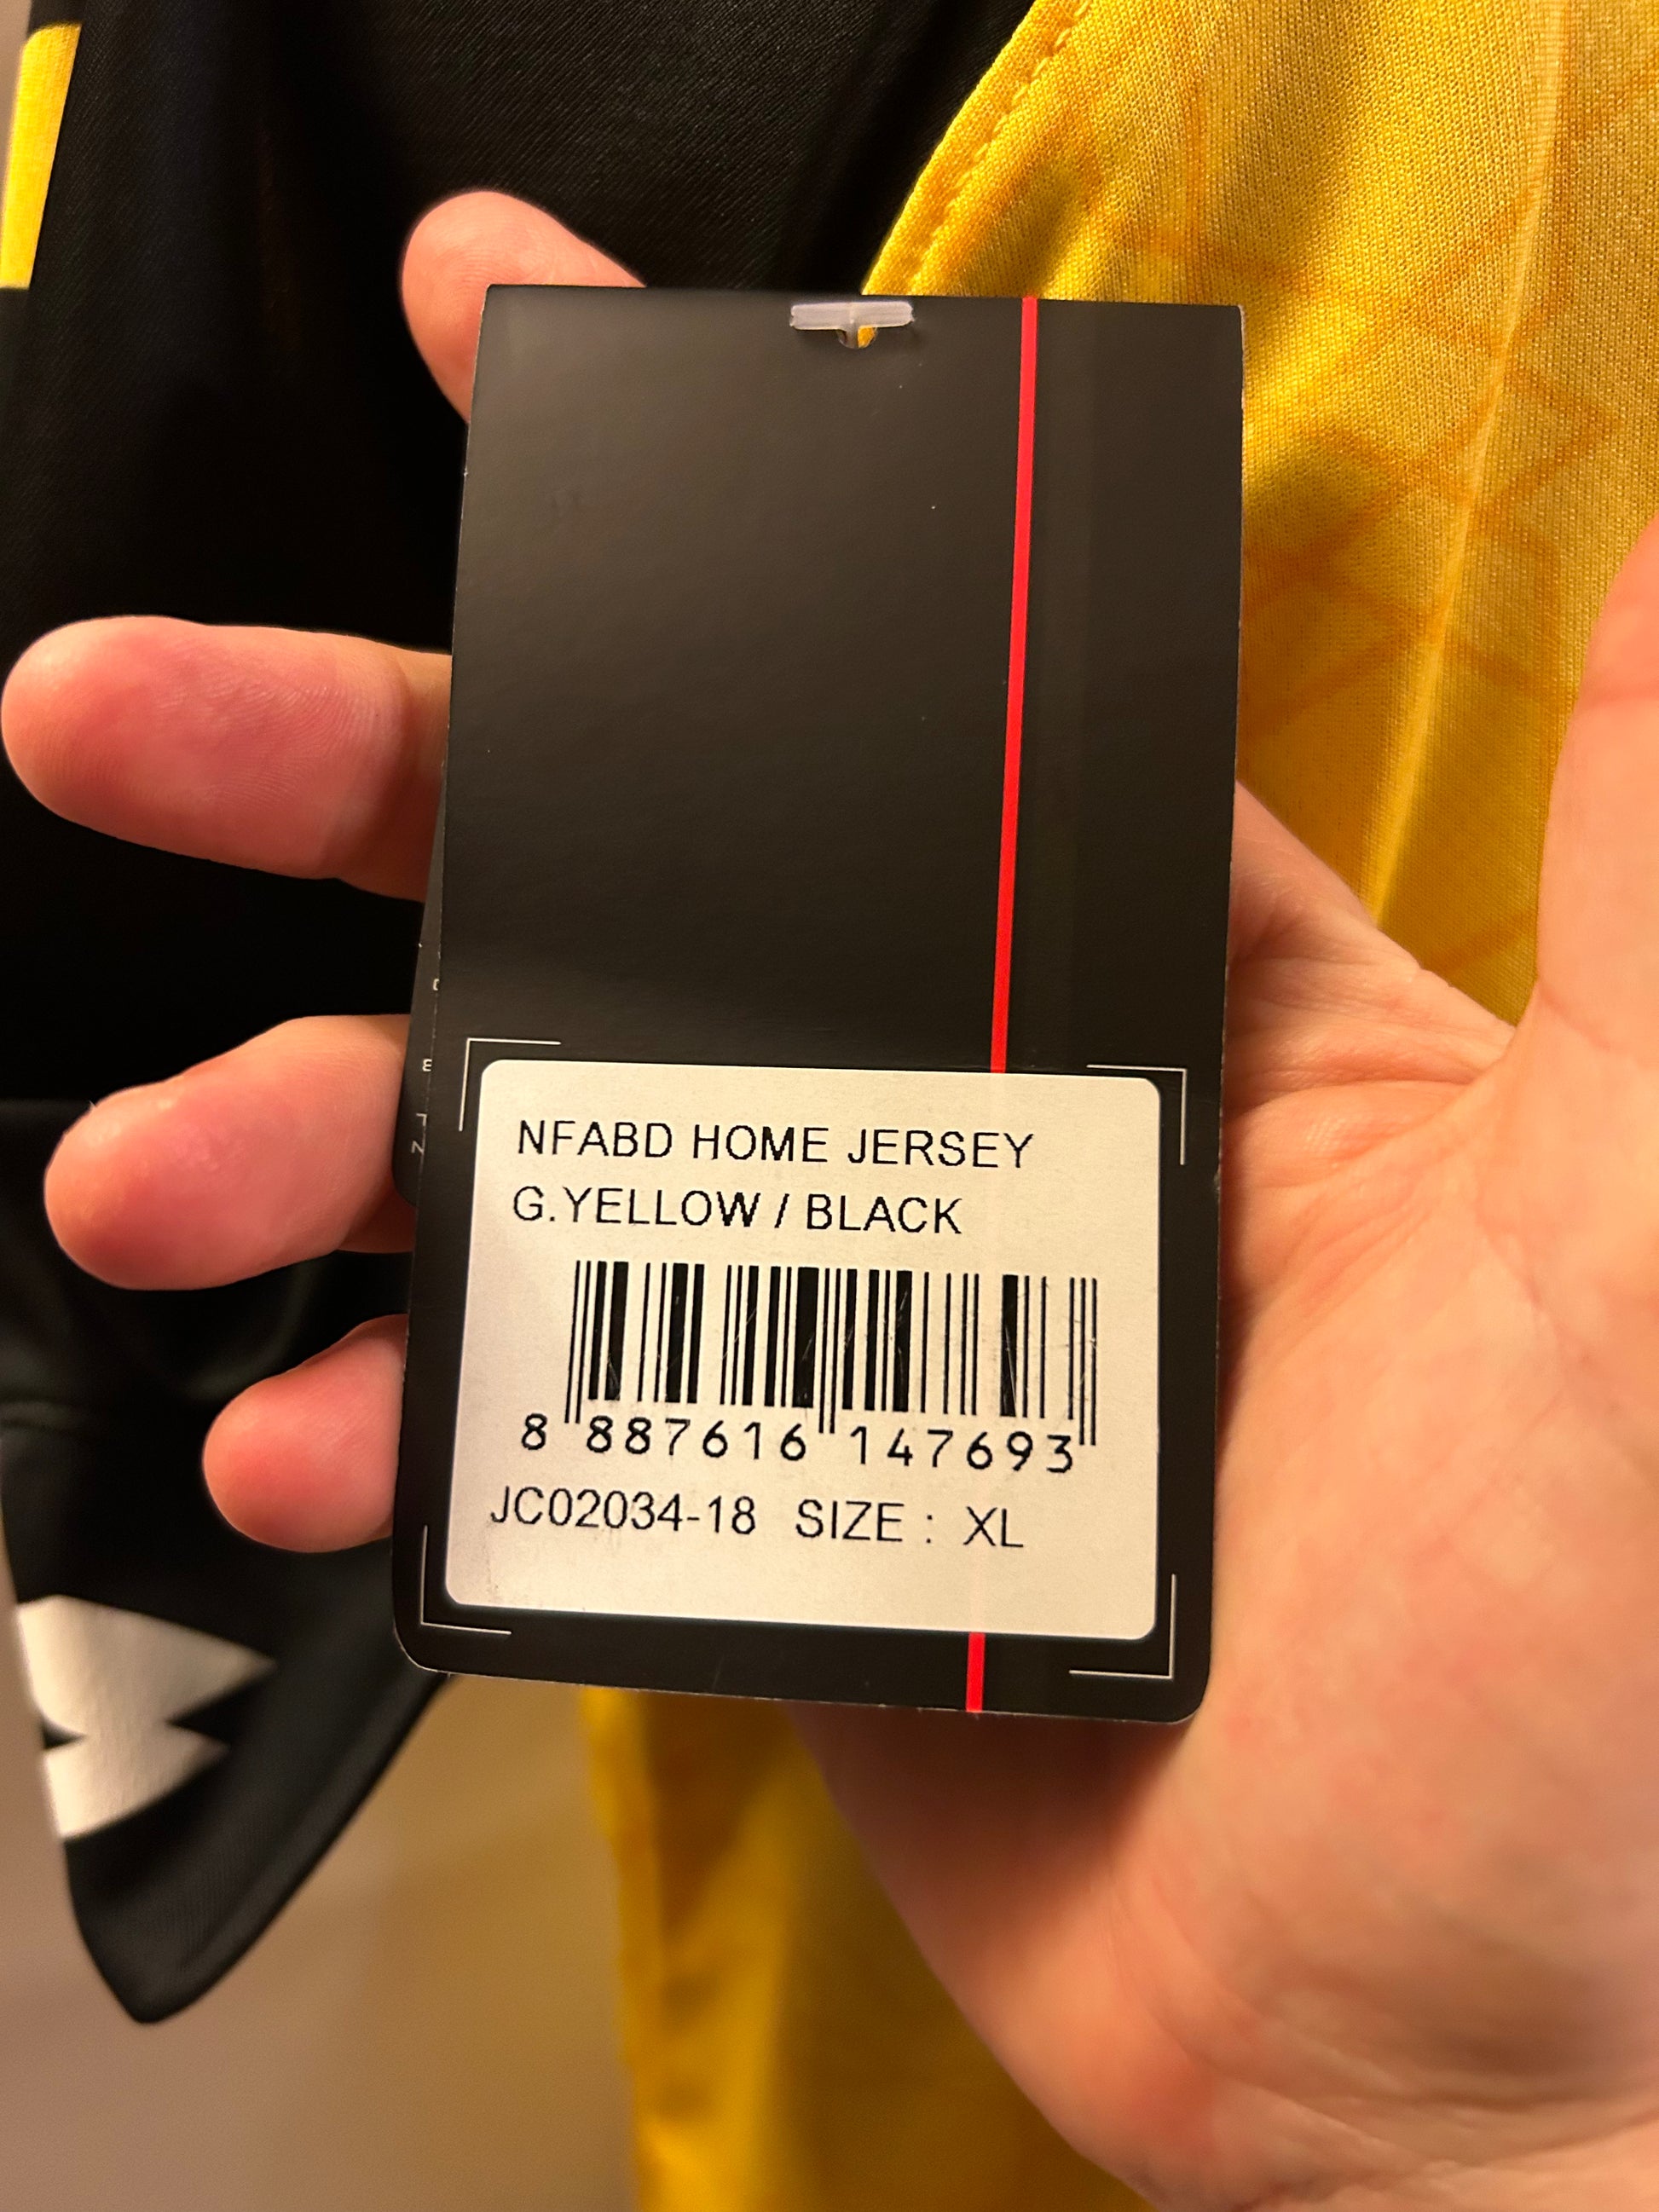 NFABD HOME JERSEY
G.YELLOW / BLACK
8 887616 147693
JC02034-18 SIZE : XL